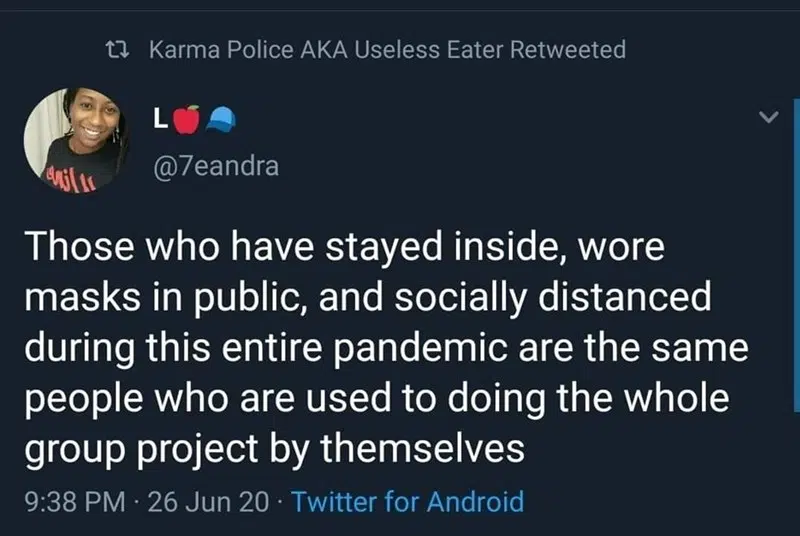 Karma Police AKA Useless Eater Retweeted
L🍎🧢
@7eandra
Those who have stayed inside, wore
masks in public, and socially distanced
during this entire pandemic are the same
people who are used to doing the whole
group project by themselves
9:38 PM · 26 Jun 20 · Twitter for Android